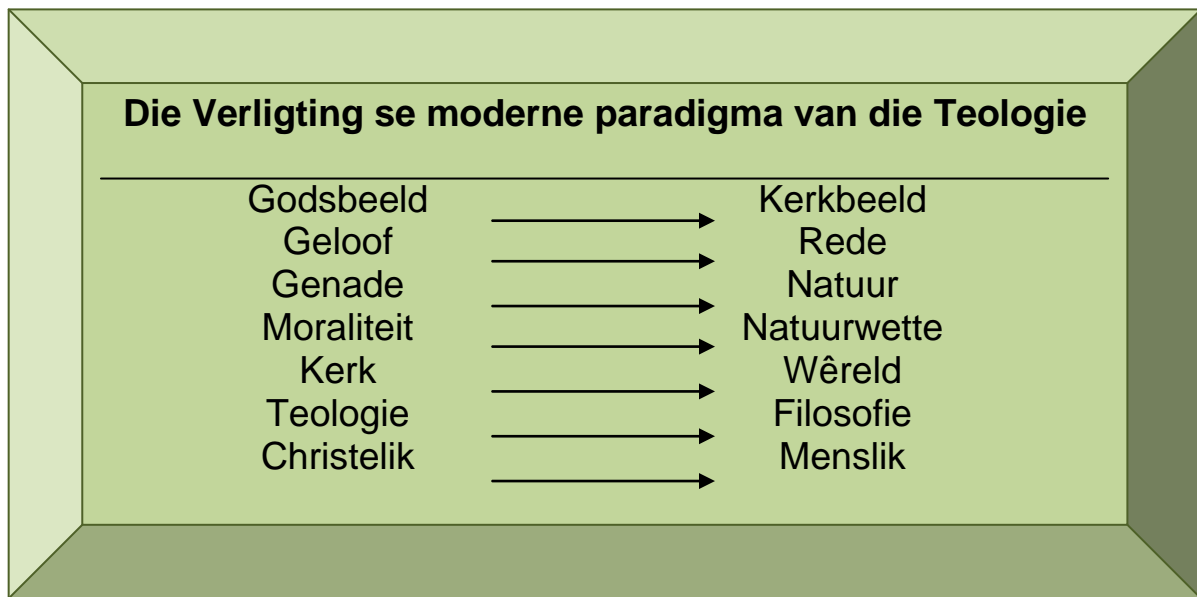 Die Verligting se moderne paradigma van die Teologie
Godsbeeld Kerkbeeld
Geloof Rede
Genade Natuur
Moraliteit Natuurwette
Kerk Wêreld
Teologie Filosofie
Christelik Menslik